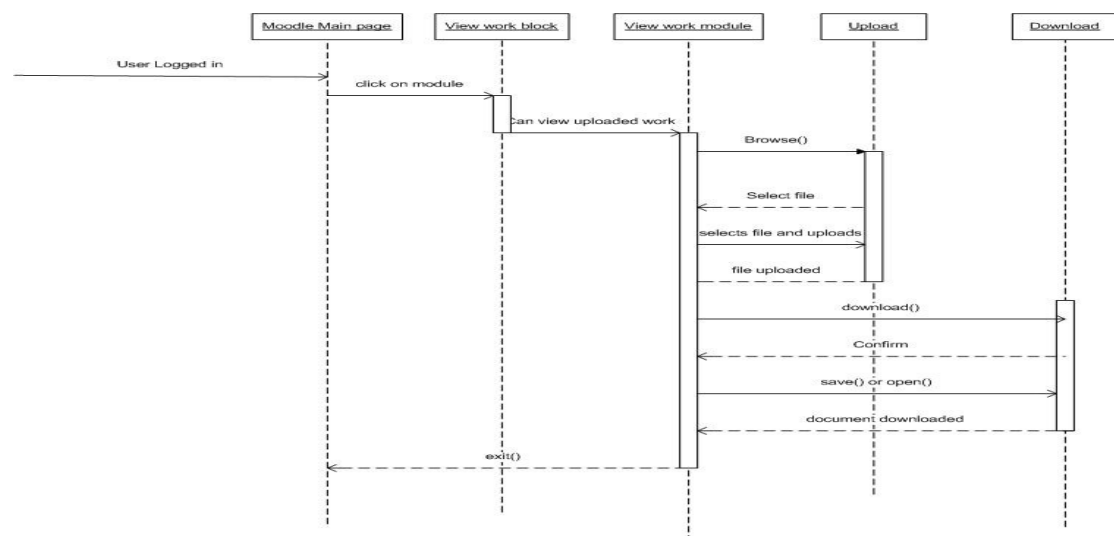 Moodle Main page
View work block
View work module
Upload
Download
User Logged in
click on module
Can view uploaded work
Browse()
Select file
selects file and uploads
file uploaded
download()
Confirm
save() or open()
document downloaded
exit()